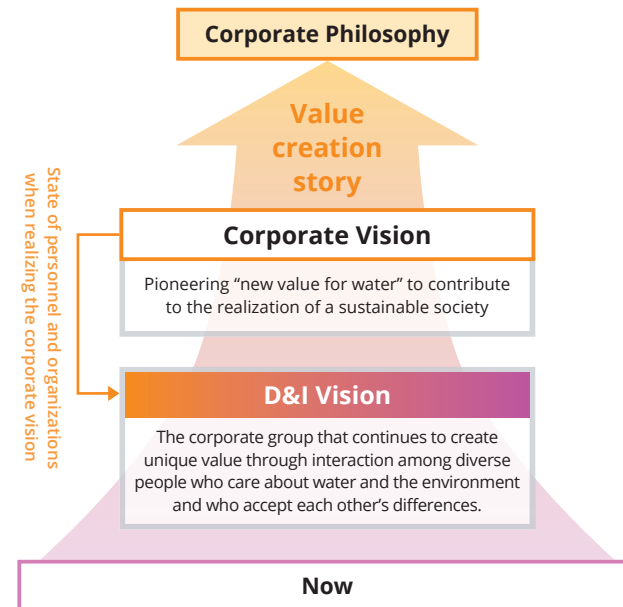 Corporate Philosophy
Value
creation
story
State of personnel and organizations
when realizing the corporate vision
Corporate Vision
Pioneering “new value for water” to contribute
to the realization of a sustainable society
D&I Vision
The corporate group that continues to create
unique value through interaction among diverse
people who care about water and the environment
and who accept each other’s differences.
Now